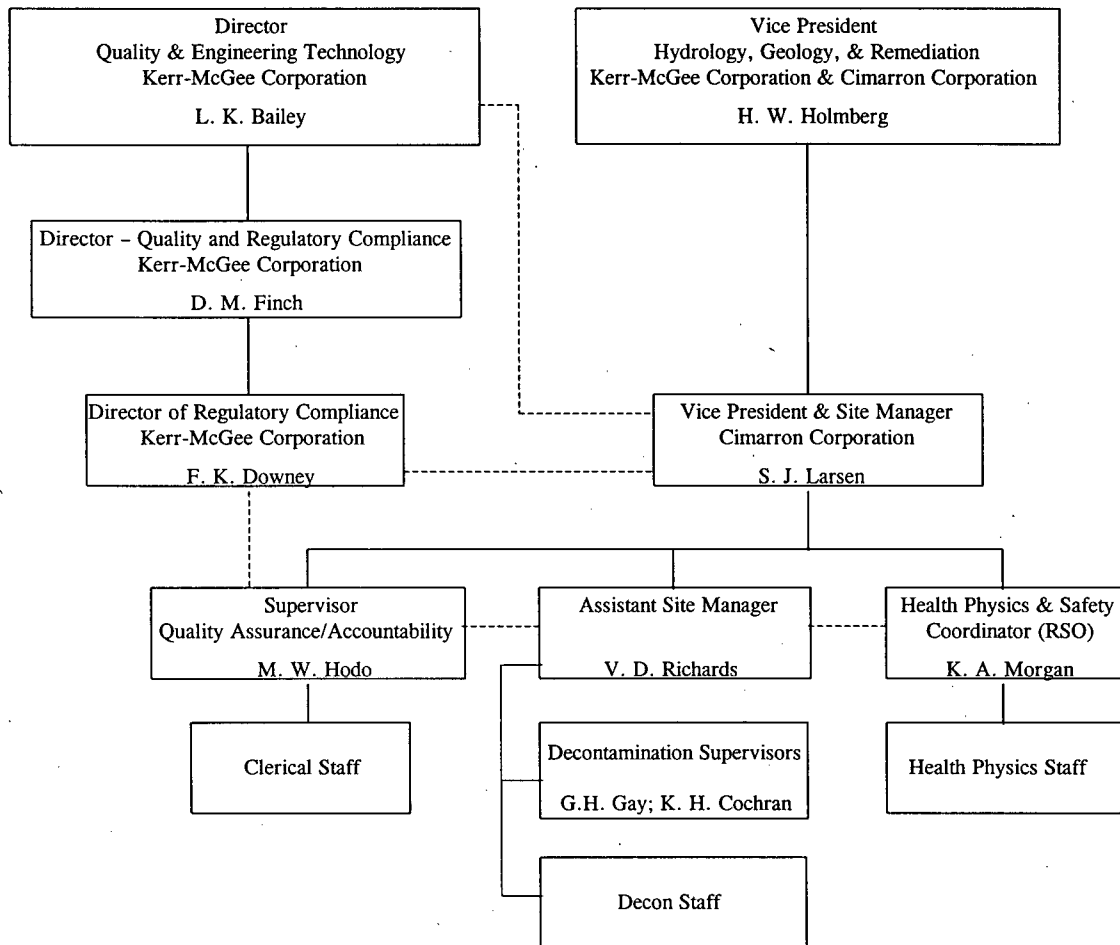 Director
Quality & Engineering Technology
Kerr-McGee Corporation
L. K. Bailey
Vice President
Hydrology, Geology, & Remediation
Kerr-McGee Corporation & Cimarron Corporation
H. W. Holmberg
Director – Quality and Regulatory Compliance
Kerr-McGee Corporation
D. M. Finch
Director of Regulatory Compliance
Kerr-McGee Corporation
F. K. Downey
Vice President & Site Manager
Cimarron Corporation
S. J. Larsen
Supervisor
Quality Assurance/Accountability
M. W. Hodo
Assistant Site Manager
V. D. Richards
Health Physics & Safety
Coordinator (RSO)
K. A. Morgan
Clerical Staff
Decontamination Supervisors
G.H. Gay; K. H. Cochran
Health Physics Staff
Decon Staff